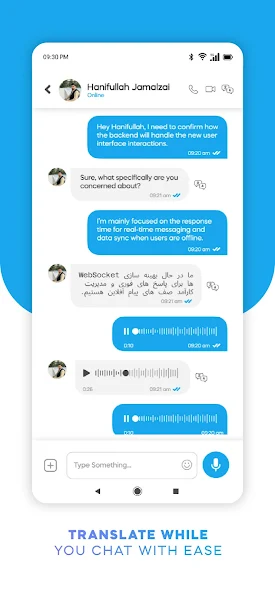 09:30 PM
Hanifullah Jamalzai
Online
Hey Hanifullah, I need to confirm how
the backend will handle the new user
interface interactions.
09:20 am
Sure, what specifically are you
concerned about?
09:21 am
I'm mainly focused on the response
time for real-time messaging and
data sync when users are offline.
09:20 am
ما در حال بهینه سازی WebSocket
ها برای پاسخ های فوری و مدیریت
کارآمد صف های پیام آفلاین هستیم.
09:21 am
0:10
09:20 am
0:26
09:21 am
0:10
09:20 am
Type Something...
TRANSLATE WHILE
YOU CHAT WITH EASE